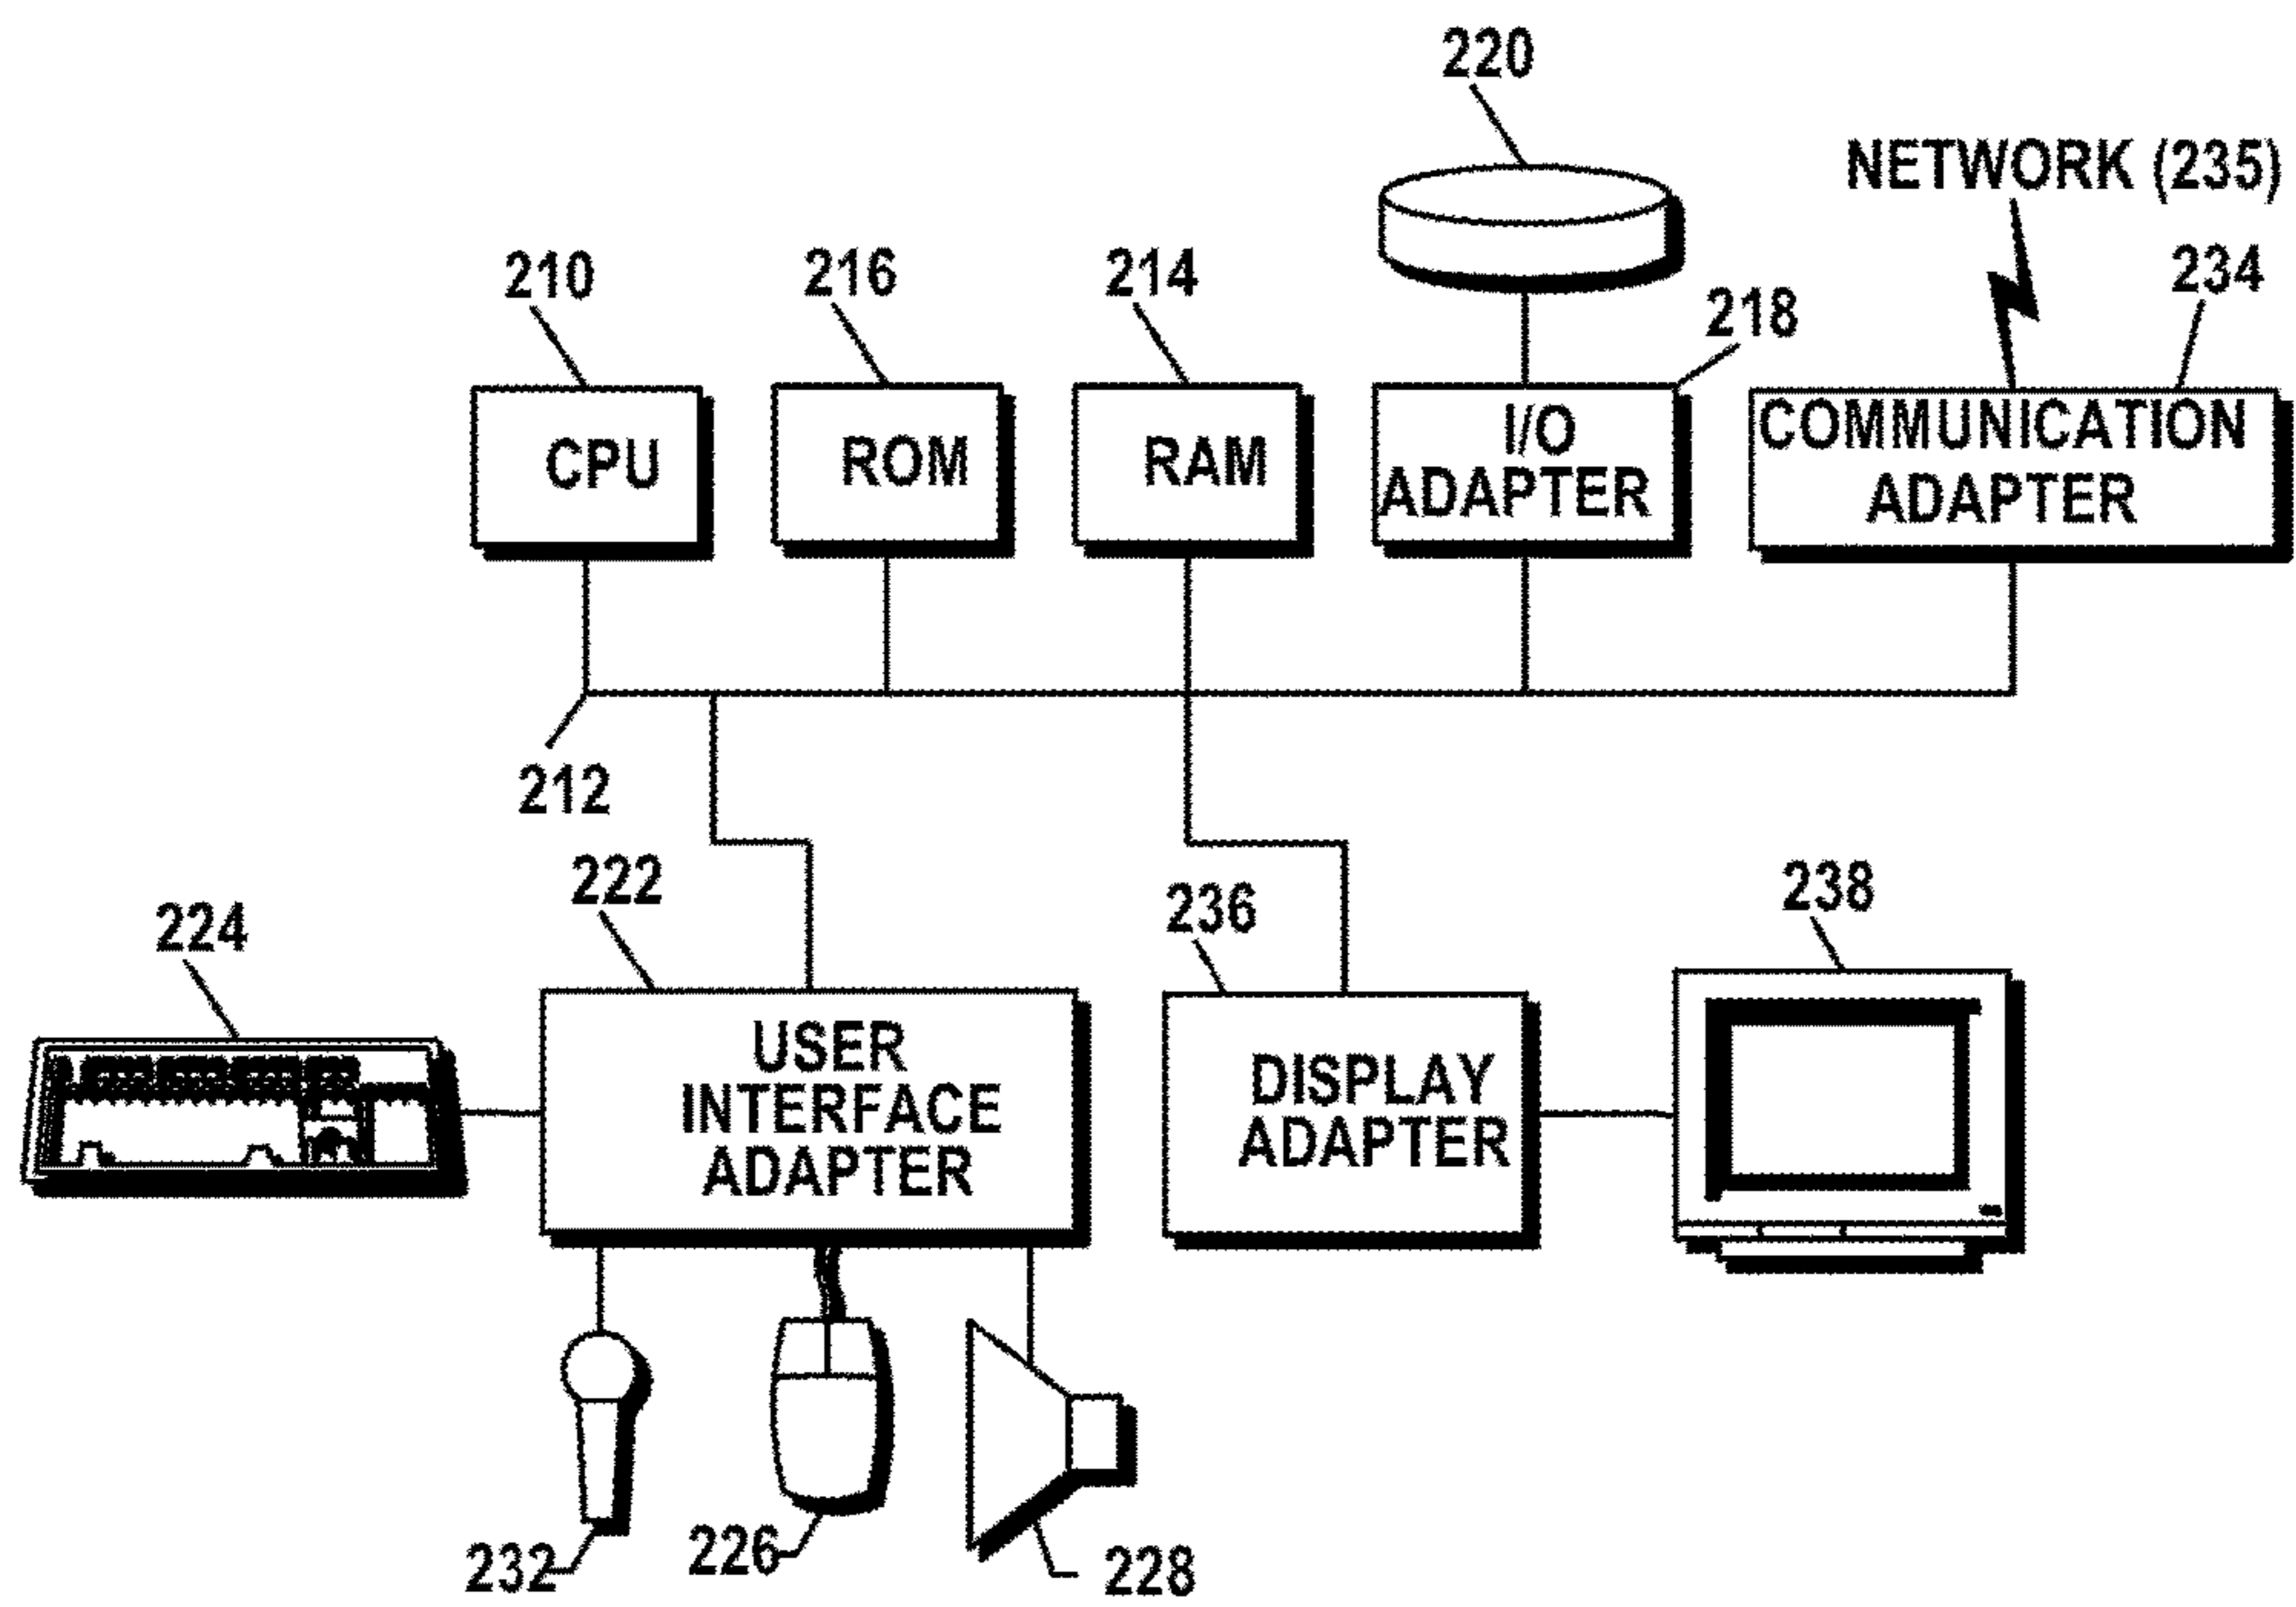 220
NETWORK (235)
210
216
214
218
234
CPU
ROM
RAM
I/O
ADAPTER
COMMUNICATION
ADAPTER
212
222
224
236
238
USER
INTERFACE
ADAPTER
DISPLAY
ADAPTER
232
226
228